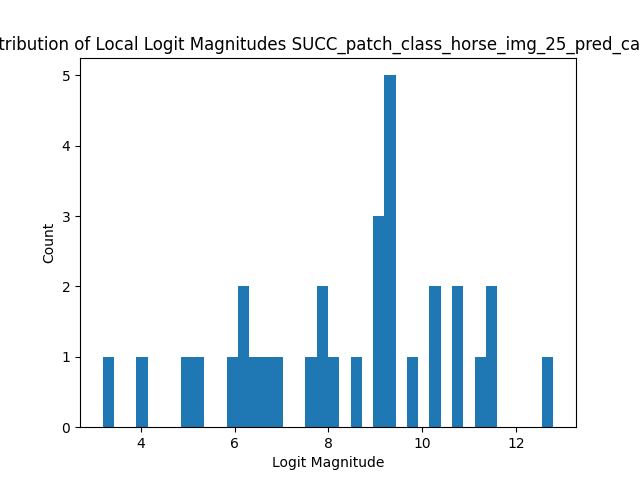 tribution of Local Logit Magnitudes SUCC_patch_class_horse_img_25_pred_ca
5
4
3
2
1
0
Count
4 6 8 10 12
Logit Magnitude